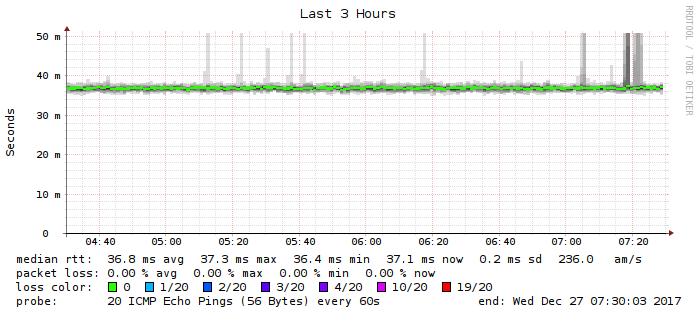 Last 3 Hours
RRDTOOL / TOBI OETIKER
Seconds
50 m
40 m
30 m
20 m
10 m
0
04:40 05:00 05:20 05:40 06:00 06:20 06:40 07:00 07:20
median rtt: 36.8 ms avg 37.3 ms max 36.4 ms min 37.1 ms now 0.2 ms sd 236.0 am/s
packet loss: 0.00 % avg 0.00 % max 0.00 % min 0.00 % now
loss color: 0 1/20 2/20 3/20 4/20 10/20 19/20
probe: 20 ICMP Echo Pings (56 Bytes) every 60s end: Wed Dec 27 07:30:03 2017